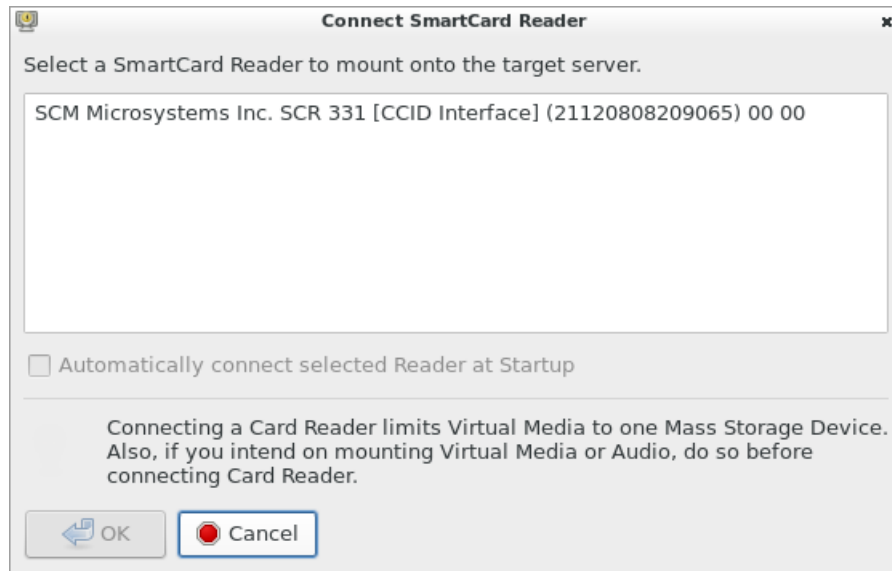 Connect SmartCard Reader
Select a SmartCard Reader to mount onto the target server.
SCM Microsystems Inc. SCR 331 [CCID Interface] (21120808209065) 00 00
Automatically connect selected Reader at Startup
Connecting a Card Reader limits Virtual Media to one Mass Storage Device.
Also, if you intend on mounting Virtual Media or Audio, do so before
connecting Card Reader.
OK
Cancel